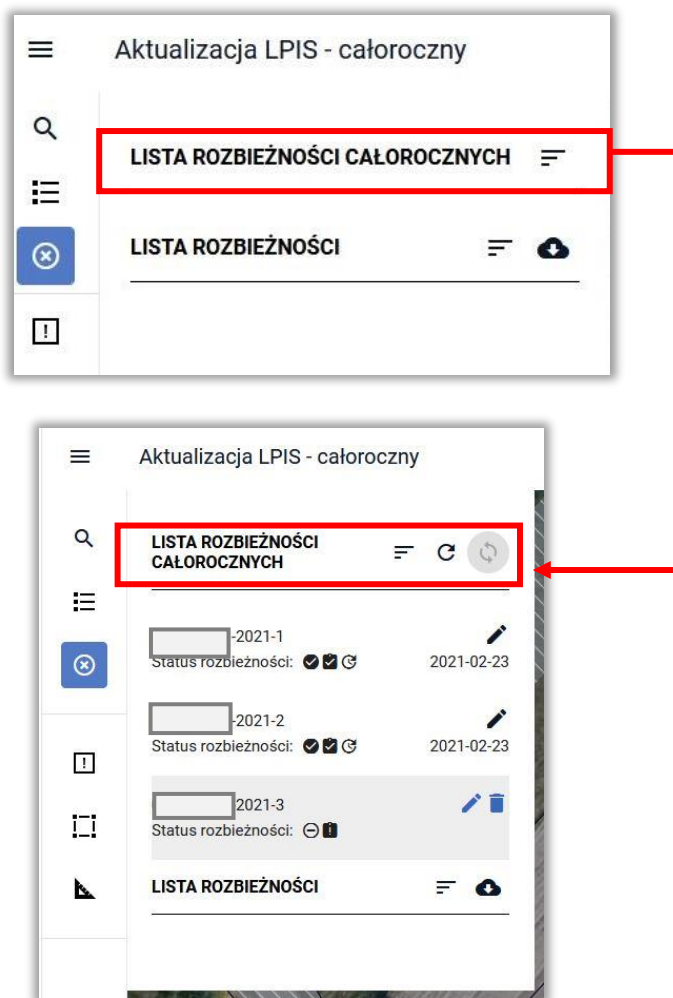 Aktualizacja LPIS - całoroczny
LISTA ROZBIEŻNOŚCI CAŁOROCZNYCH
LISTA ROZBIEŻNOŚCI
Aktualizacja LPIS - całoroczny
LISTA ROZBIEŻNOŚCI
CAŁOROCZNYCH
-2021-1
Status rozbieżności: 2021-02-23
-2021-2
Status rozbieżności: 2021-02-23
2021-3
Status rozbieżności:
LISTA ROZBIEŻNOŚCI